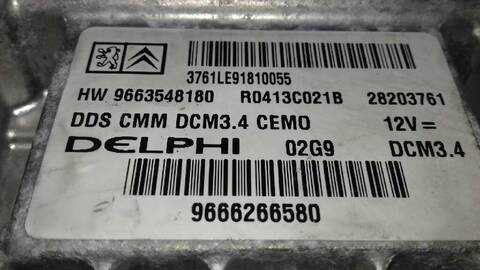 3761LE91810055
HW 9663548180 R0413C021B 28203761
DDS CMM DCM3.4 CEMO 12V=
DELPHI 02G9 DCM3.4
9666266580